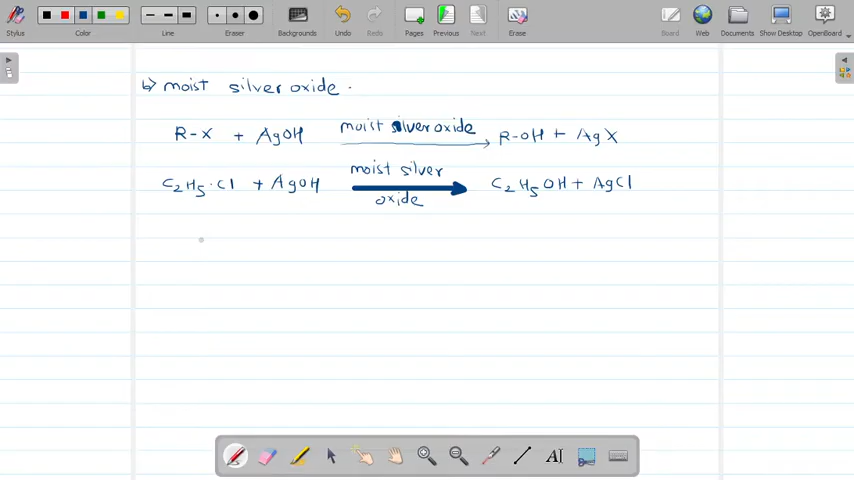 Stylus
Color
Line
Eraser
Backgrounds
Undo
Redo
Pages
Previous
Next
Erase
Board
Web
Documents
Show Desktop
OpenBoard
b> moist silver oxide.
R-X + AgOH moist silver oxide R-OH + AgX
C2H5.Cl + AgOH moist silver oxide C2H5OH + AgCl